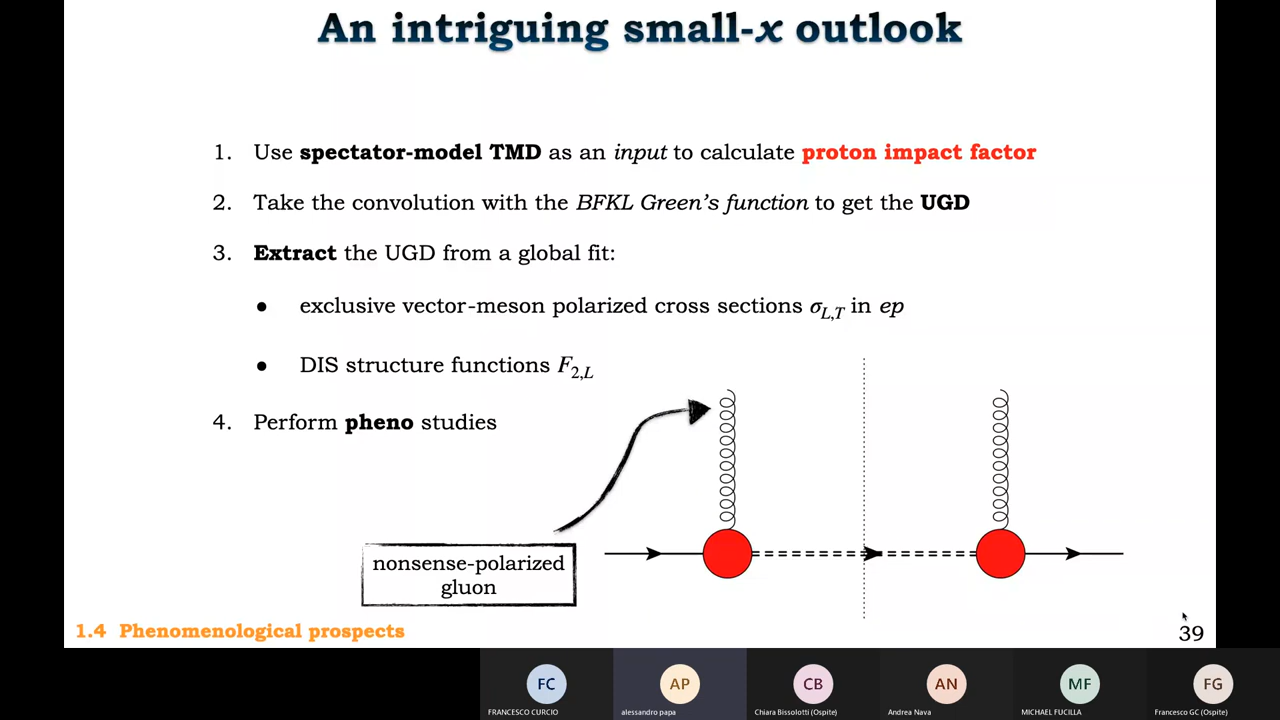 An intriguing small-x outlook
1. Use spectator-model TMD as an input to calculate proton impact factor
2. Take the convolution with the BFKL Green's function to get the UGD
3. Extract the UGD from a global fit:
● exclusive vector-meson polarized cross sections σL,T in ep
● DIS structure functions F2,L
4. Perform pheno studies
nonsense-polarized
gluon
1.4 Phenomenological prospects
39
FC
AP
CB
AN
MF
FG
FRANCESCO CURCIO
alessandro papa
Chiara Bissolotti (Ospite)
Andrea Nava
MICHAEL FUCILLA
Francesco GC (Ospite)